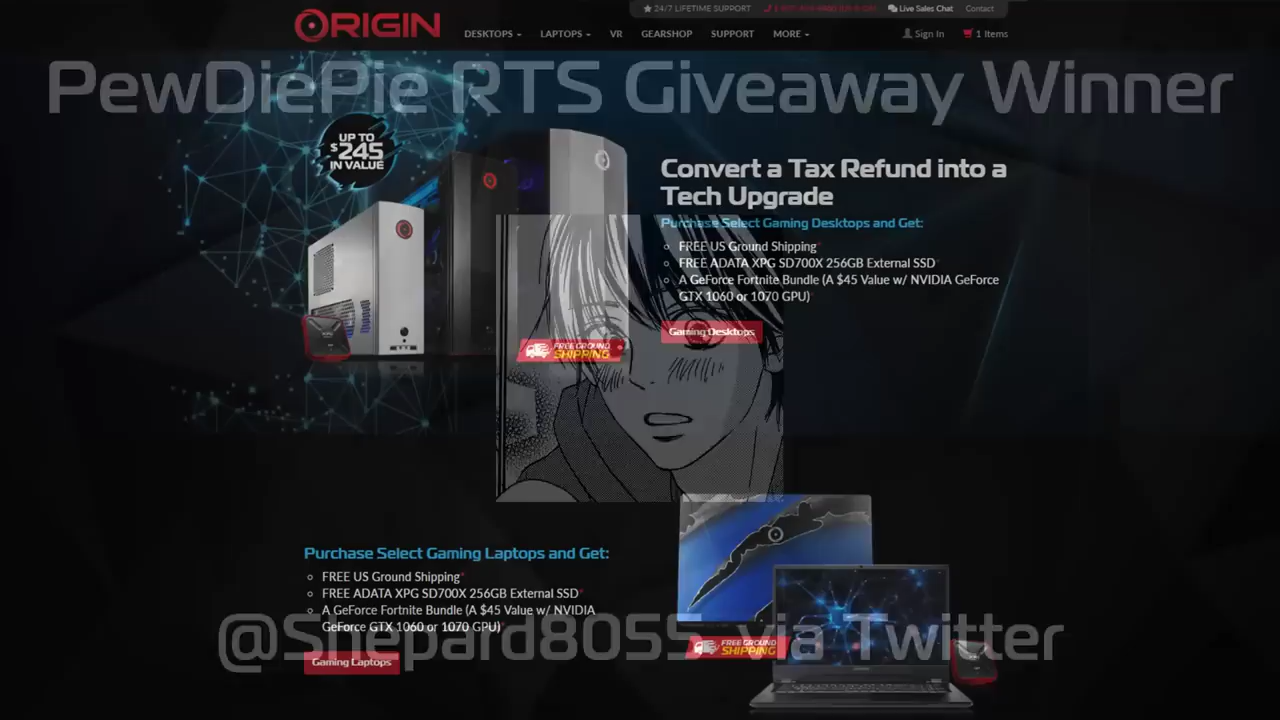 24/7 LIFETIME SUPPORT
Live Sales Chat
Contact
ORIGIN
DESKTOPS
LAPTOPS
VR
GEARSHOP
SUPPORT
MORE
Sign In
1 Items
PewDiePie RTS Giveaway Winner
UP TO
$245
IN VALUE
Convert a Tax Refund into a
Tech Upgrade
Purchase Select Gaming Desktops and Get:
FREE US Ground Shipping*
FREE ADATA XPG SD700X 256GB External SSD*
A GeForce Fortnite Bundle (A $45 Value w/ NVIDIA GeForce
GTX 1060 or 1070 GPU)
Gaming Desktops
FREE GROUND
SHIPPING
Purchase Select Gaming Laptops and Get:
FREE US Ground Shipping*
FREE ADATA XPG SD700X 256GB External SSD*
A GeForce Fortnite Bundle (A $45 Value w/ NVIDIA
GeForce GTX 1060 or 1070 GPU)
@Shepard8055 via Twitter
FREE GROUND
SHIPPING
Gaming Laptops